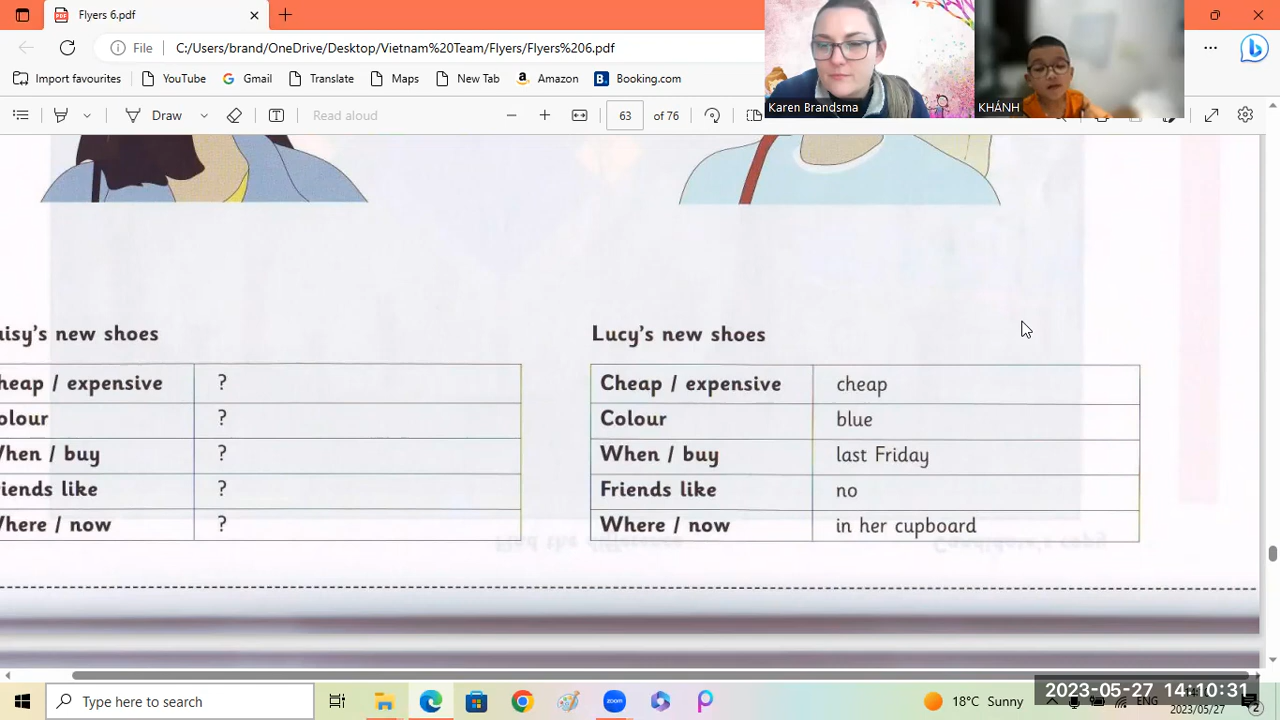 Flyers 6.pdf
File C:/Users/brand/OneDrive/Desktop/Vietnam%20Team/Flyers/Flyers%206.pdf
Import favourites YouTube Gmail Translate Maps New Tab Amazon Booking.com
Draw Read aloud 63 of 76
Karen Brandsma
KHÁNH
isy's new shoes
heap / expensive ?
olour ?
hen / buy ?
iends like ?
here / now ?
Lucy's new shoes
Cheap / expensive cheap
Colour blue
When / buy last Friday
Friends like no
Where / now in her cupboard
Type here to search
18°C Sunny
ENG
2023-05-27 14:10:31
2023/05/27